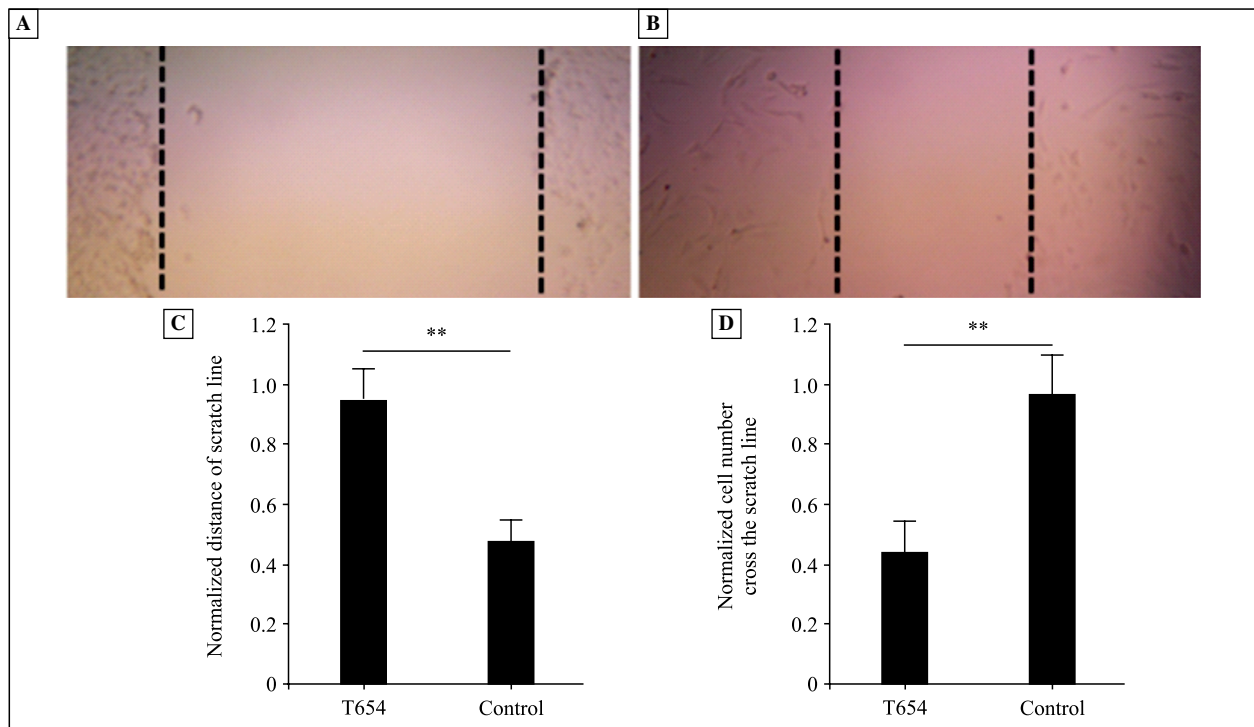 A
B
C
1.2
1.0
0.8
0.6
0.4
0.2
0
Normalized distance of scratch line
**
T654 Control
D
1.2
1.0
0.8
0.6
0.4
0.2
0
Normalized cell number
cross the scratch line
**
T654 Control